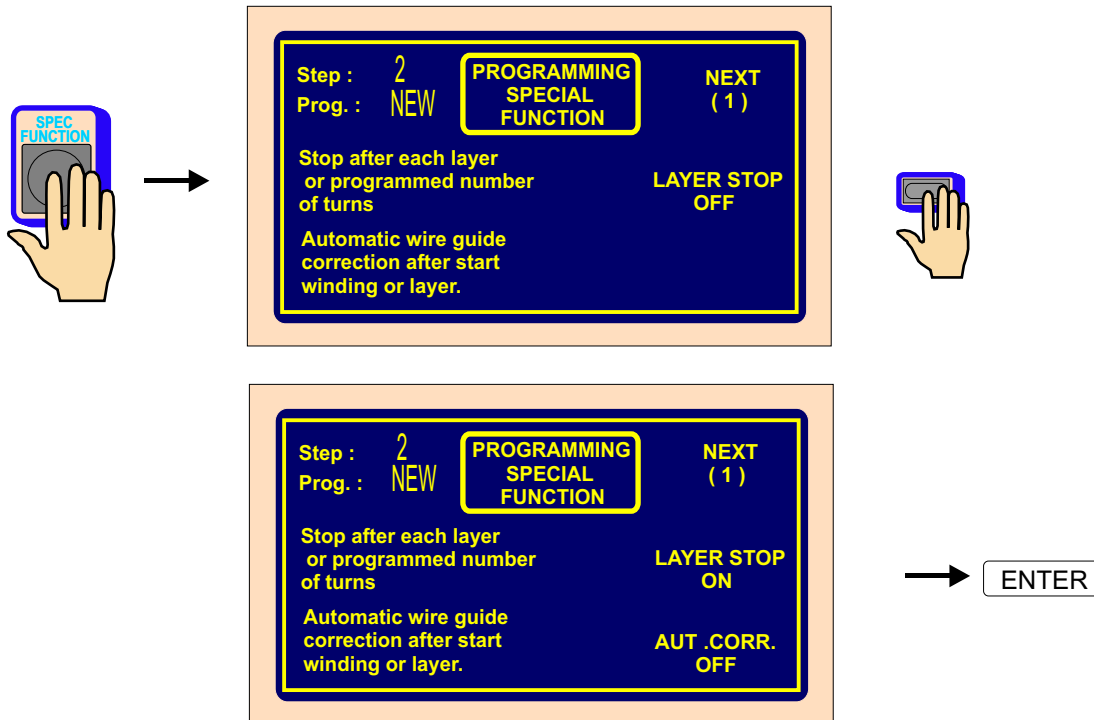 SPEC
FUNCTION
Step : 2
Prog. : NEW
PROGRAMMING
SPECIAL
FUNCTION
NEXT
( 1 )
Stop after each layer
or programmed number
of turns
LAYER STOP
OFF
Automatic wire guide
correction after start
winding or layer.
Step : 2
Prog. : NEW
PROGRAMMING
SPECIAL
FUNCTION
NEXT
( 1 )
Stop after each layer
or programmed number
of turns
LAYER STOP
ON
Automatic wire guide
correction after start
winding or layer.
AUT .CORR.
OFF
ENTER